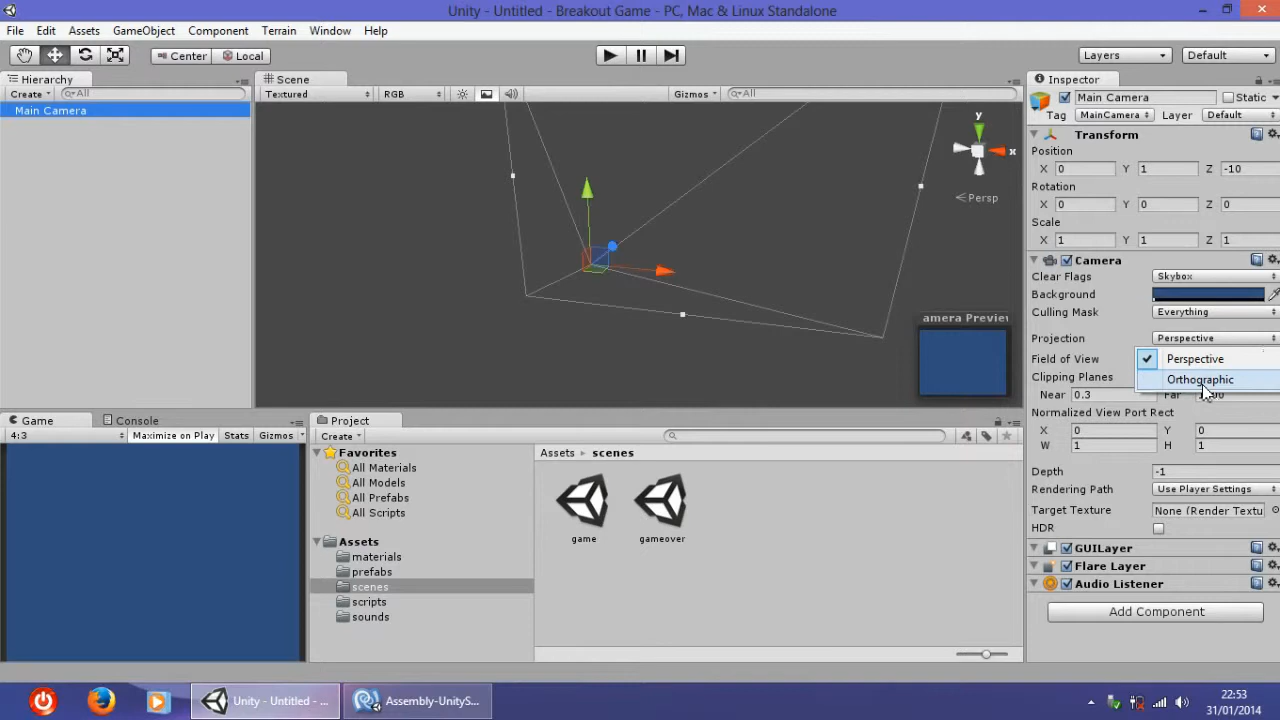 Unity - Untitled - Breakout Game - PC, Mac & Linux Standalone
File Edit Assets GameObject Component Terrain Window Help
Center Local Layers Default
Hierarchy
Create All
Main Camera
Scene
Textured RGB Gizmos All
y
x
Persp
amera Previ
Inspector
Main Camera Static
Tag MainCamera Layer Default
Transform
Position
X 0 Y 1 Z -10
Rotation
X 0 Y 0 Z 0
Scale
X 1 Y 1 Z 1
Camera
Clear Flags Skybox
Background
Culling Mask Everything
Projection Perspective
Field of View Perspective
Clipping Planes Orthographic
Near 0.3 Far
Normalized View Port Rect
X 0 Y 0
W 1 H 1
Depth -1
Rendering Path Use Player Settings
Target Texture None (Render Textu
HDR
GUILayer
Flare Layer
Audio Listener
Add Component
Game Console
4:3 Maximize on Play Stats Gizmos
Project
Create
Favorites
All Materials
All Models
All Prefabs
All Scripts
Assets
materials
prefabs
scenes
scripts
sounds
Assets scenes
game gameover
Unity - Untitled - ... Assembly-UnityS...
22:53
31/01/2014